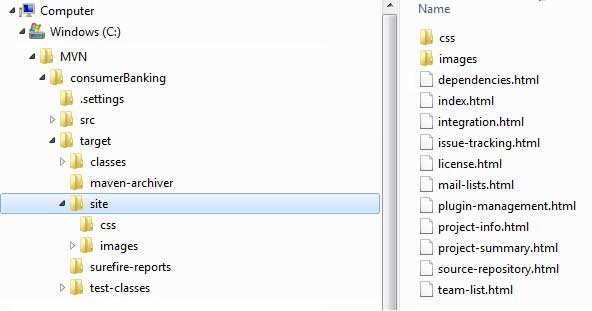 Computer
Windows (C:)
MVN
consumerBanking
.settings
src
target
classes
maven-archiver
site
css
images
surefire-reports
test-classes
Name
css
images
dependencies.html
index.html
integration.html
issue-tracking.html
license.html
mail-lists.html
plugin-management.html
project-info.html
project-summary.html
source-repository.html
team-list.html